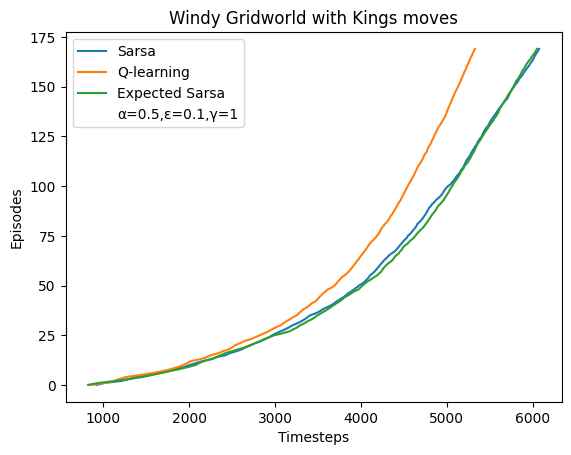 Windy Gridworld with Kings moves
Sarsa
Q-learning
Expected Sarsa
α=0.5,ε=0.1,γ=1
175
150
125
100
75
50
25
0
Episodes
1000 2000 3000 4000 5000 6000
Timesteps